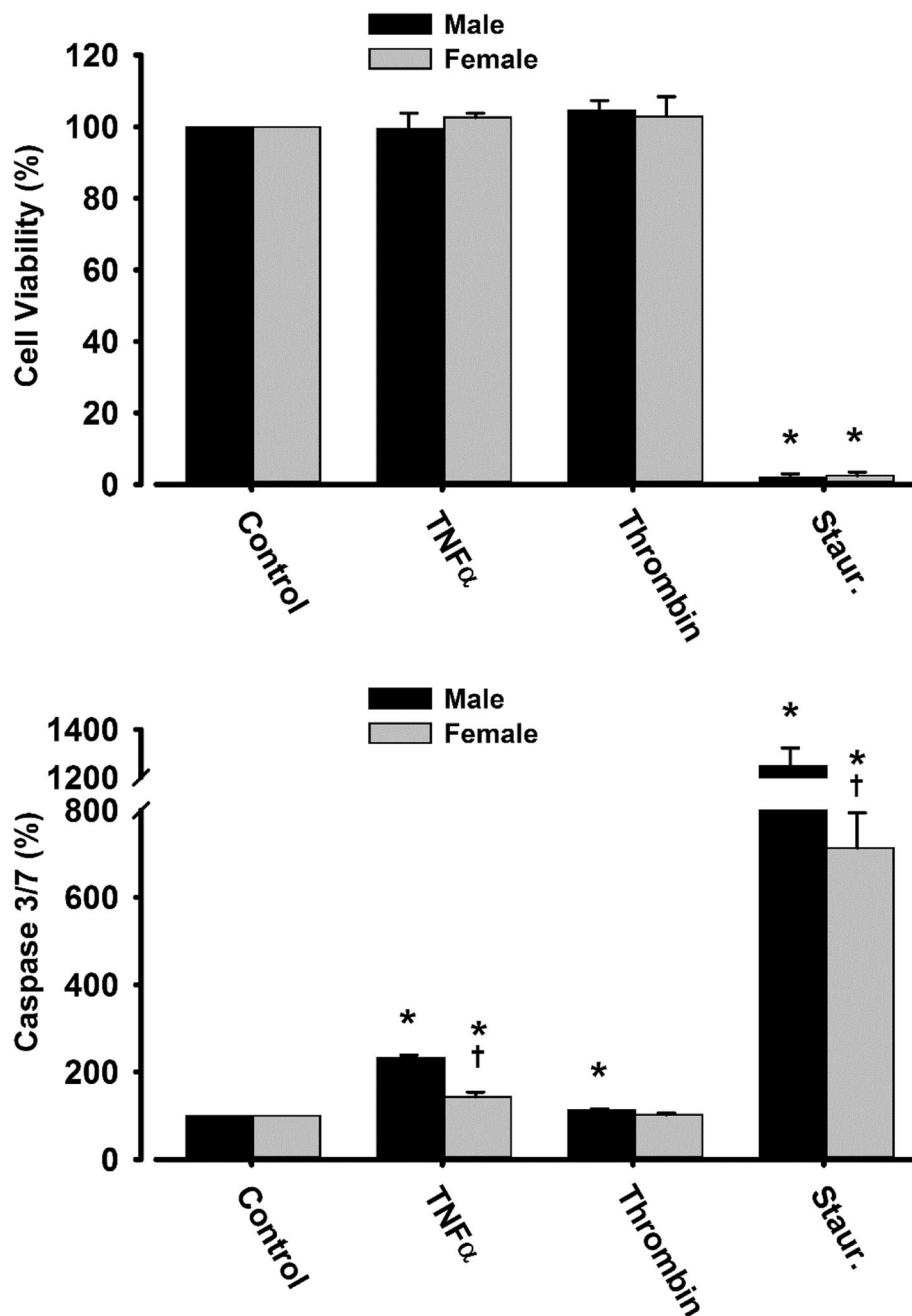 Male
Female
120
100
80
60
40
20
0
Cell Viability (%)
* *
Control TNFα Thrombin Staur.
Male
Female
1400
1200
800
600
400
200
0
Caspase 3/7 (%)
*
*
†
*
*
†
*
Control TNFα Thrombin Staur.